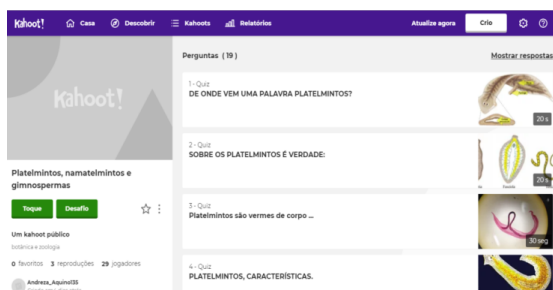 Kahoot! Casa Descobrir Kahoots Relatórios Atualize agora Crio
Kahoot!
Platelmintos, namatelmintos e
gimnospermas
Toque Desafio
Um kahoot público
botânica e zoologia
0 favoritos 3 reproduções 29 jogadores
Andreza_Aquino135
Perguntas (19) Mostrar respostas
1 - Quiz
DE ONDE VEM UMA PALAVRA PLATELMINTOS?
20 s
2 - Quiz
SOBRE OS PLATELMINTOS É VERDADE:
20 s
3 - Quiz
Platelmintos são vermes de corpo ...
30 seg
4 - Quiz
PLATELMINTOS, CARACTERÍSTICAS.